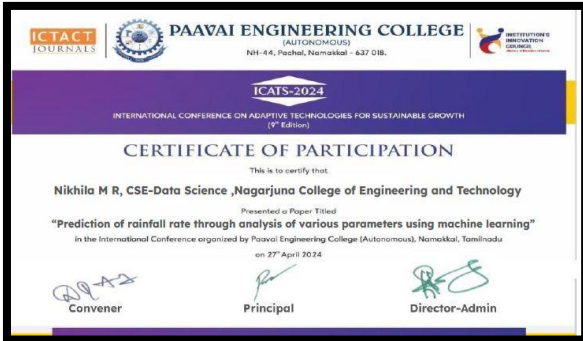 ICTACT
JOURNALS
PAAVAI ENGINEERING COLLEGE
(AUTONOMOUS)
NH-44, Pachal, Namakkal - 637 018.
INSTITUTION'S
INNOVATION
COUNCIL
ICATS-2024
INTERNATIONAL CONFERENCE ON ADAPTIVE TECHNOLOGIES FOR SUSTAINABLE GROWTH
(9th Edition)
CERTIFICATE OF PARTICIPATION
This is to certify that
Nikhila M R, CSE-Data Science ,Nagarjuna College of Engineering and Technology
Presented a Paper Titled
“Prediction of rainfall rate through analysis of various parameters using machine learning”
in the International Conference organized by Paavai Engineering College (Autonomous), Namakkal, Tamilnadu
on 27th April 2024
Convener
Principal
Director-Admin